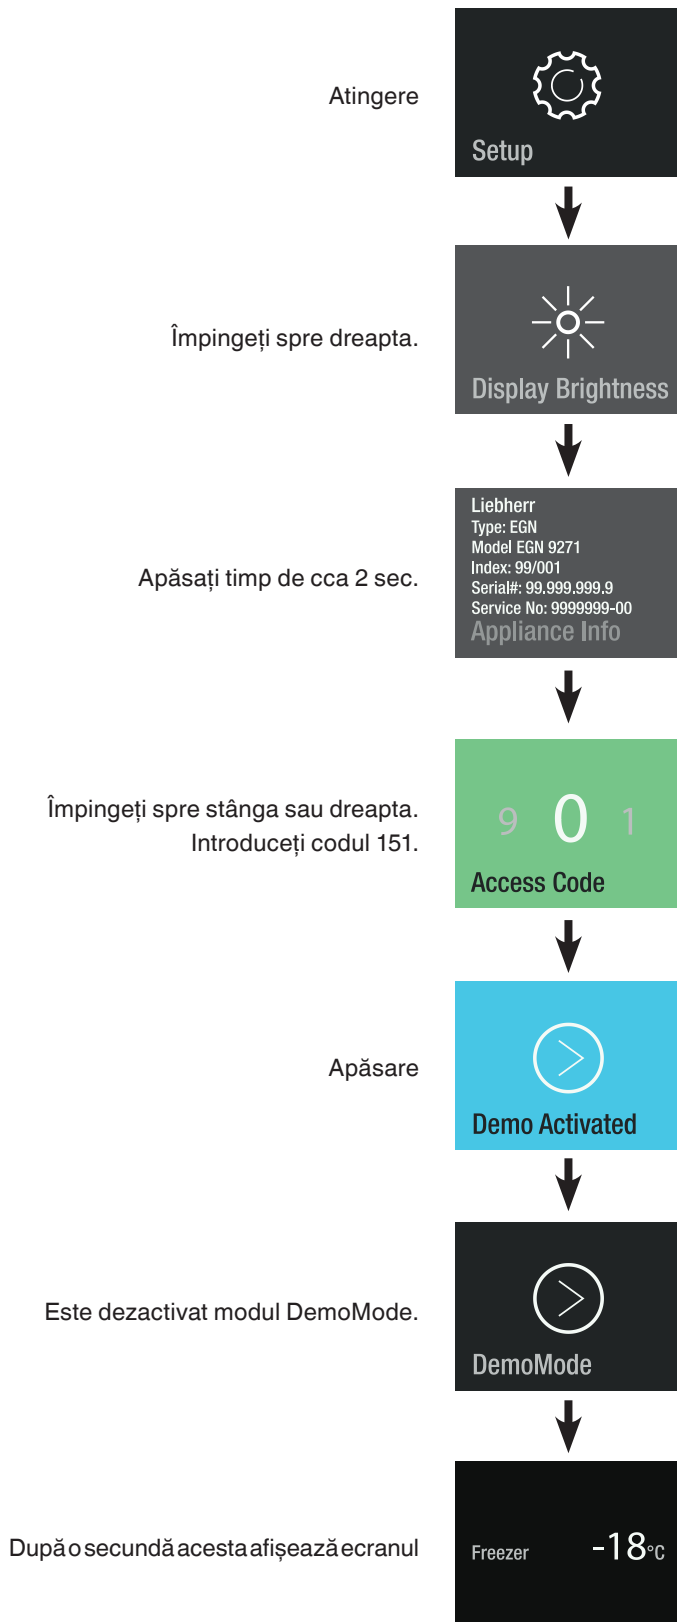 Atingere
Setup
Împingeți spre dreapta.
Display Brightness
Liebherr
Type: EGN
Model EGN 9271
Index: 99/001
Serial#: 99.999.999.9
Service No: 9999999-00
Apăsați timp de cca 2 sec.
Appliance Info
Împingeți spre stânga sau dreapta.
Introduceți codul 151.
9 0 1
Access Code
Apăsare
Demo Activated
Este dezactivat modul DemoMode.
DemoMode
După o secundă acesta afișează ecranul
Freezer -18°C